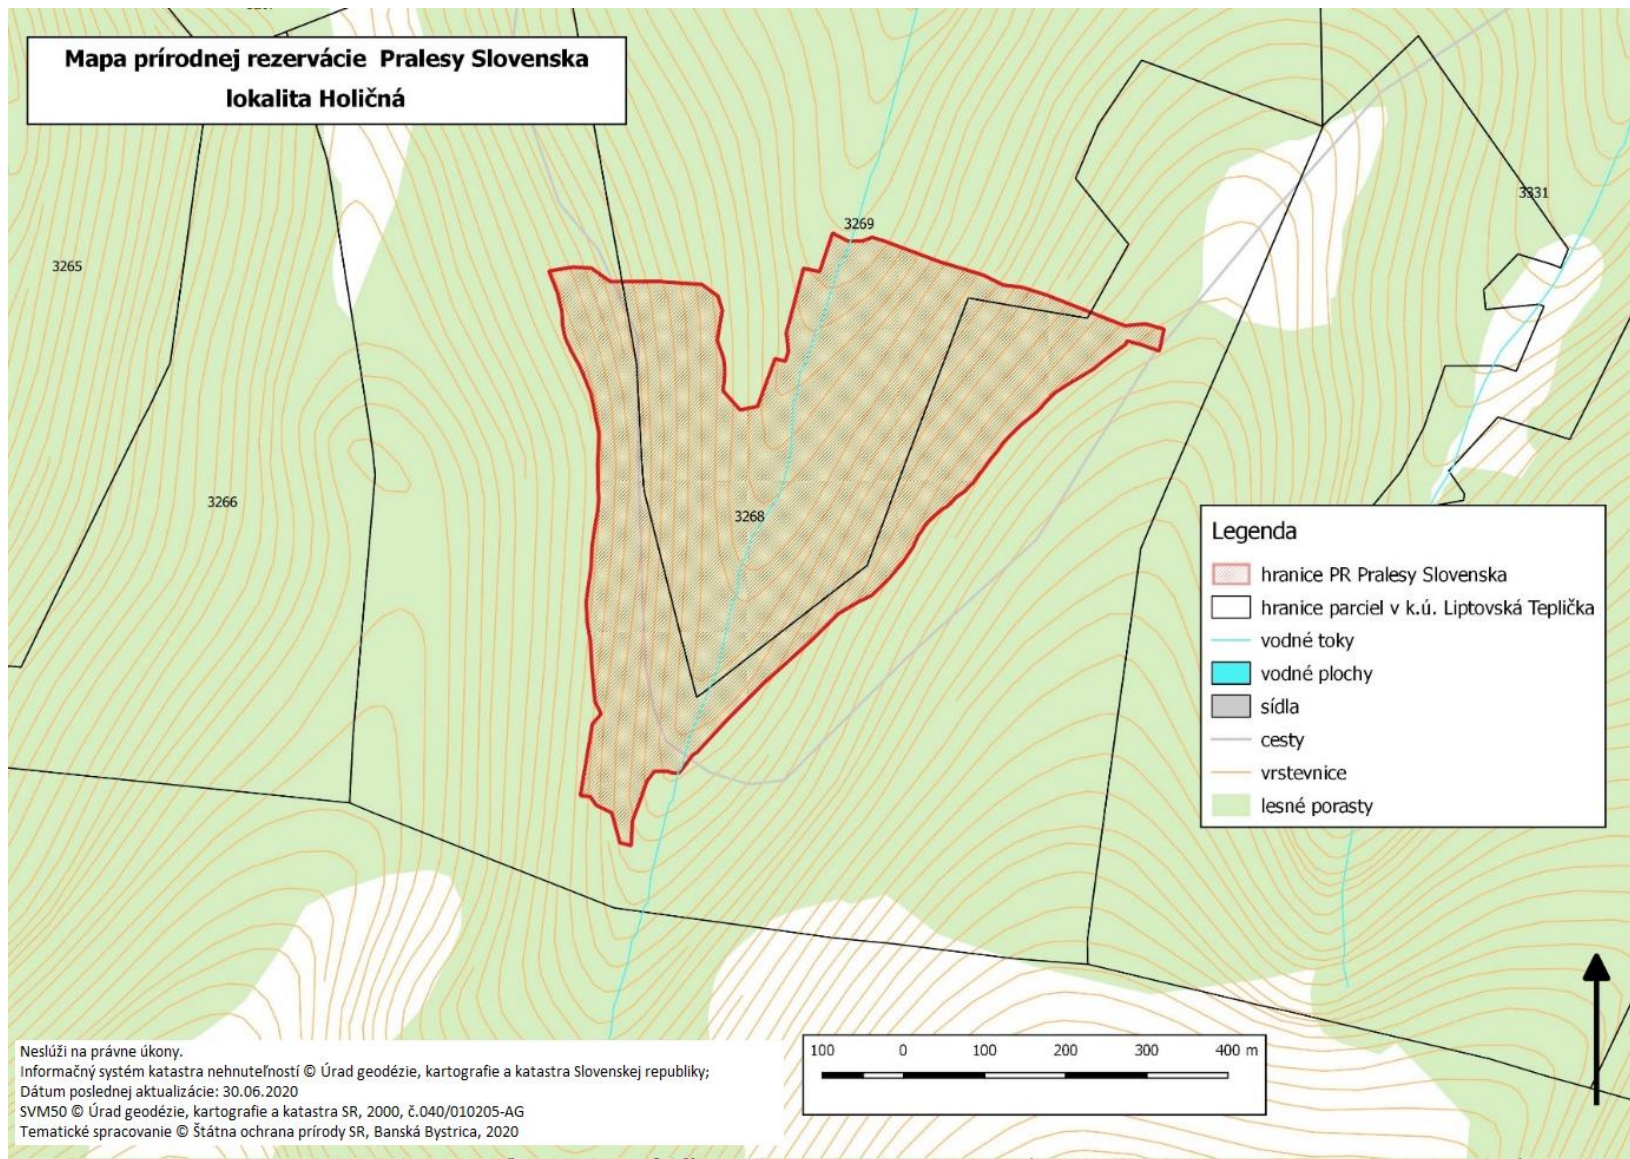 Mapa prírodnej rezervácie Pralesy Slovenska
lokalita Holičná
3269
3331
3265
3266
3268
Legenda
hranice PR Pralesy Slovenska
hranice parciel v k.ú. Liptovská Teplička
vodné toky
vodné plochy
sídla
cesty
vrstevnice
lesné porasty
100 0 100 200 300 400 m
Neslúži na právne úkony.
Informačný systém katastra nehnuteľností © Úrad geodézie, kartografie a katastra Slovenskej republiky;
Dátum poslednej aktualizácie: 30.06.2020
SVM50 © Úrad geodézie, kartografie a katastra SR, 2000, č.040/010205-AG
Tematické spracovanie © Štátna ochrana prírody SR, Banská Bystrica, 2020